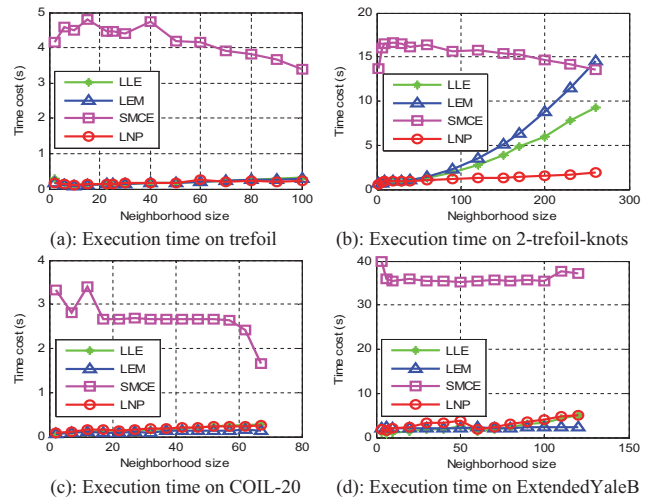 5
4
3
2
1
0
Time cost (s)
LLE
LEM
SMCE
LNP
0 20 40 60 80 100
Neighborhood size
(a): Execution time on trefoil
20
15
10
5
0
Time cost (s)
LLE
LEM
SMCE
LNP
0 100 200 300
Neighborhood size
(b): Execution time on 2-trefoil-knots
4
3
2
1
0
Time cost (s)
LLE
LEM
SMCE
LNP
0 20 40 60 80
Neighborhood size
(c): Execution time on COIL-20
40
30
20
10
0
Time cost (s)
LLE
LEM
SMCE
LNP
0 50 100 150
Neighborhood size
(d): Execution time on ExtendedYaleB